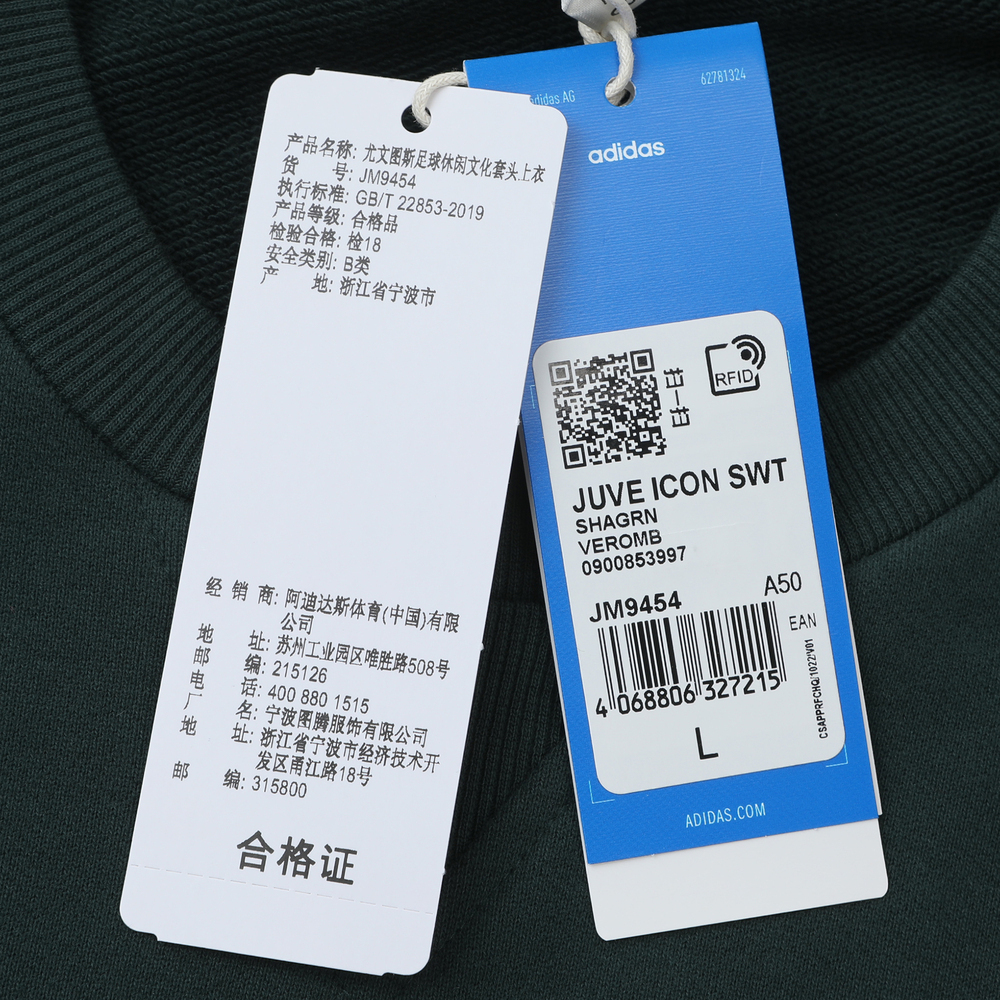 产品名称: 尤文图斯足球休闲文化套头上衣
货 号: JM9454
执行标准: GB/T 22853-2019
产品等级: 合格品
检验合格: 检18
安全类别: B类
产 地: 浙江省宁波市
经 销 商: 阿迪达斯体育(中国)有限
公司
地 址: 苏州工业园区唯胜路508号
邮 编: 215126
电 话: 400 880 1515
厂 名: 宁波图腾服饰有限公司
地 址: 浙江省宁波市经济技术开
发区甬江路18号
邮 编: 315800
合格证
adidas AG
62781324
adidas
扫一扫
RFID
JUVE ICON SWT
SHAGRN
VEROMB
0900853997
JM9454
A50
EAN
4 068806 327215
CSAPPRFCHQ/1022/V01
L
ADIDAS.COM